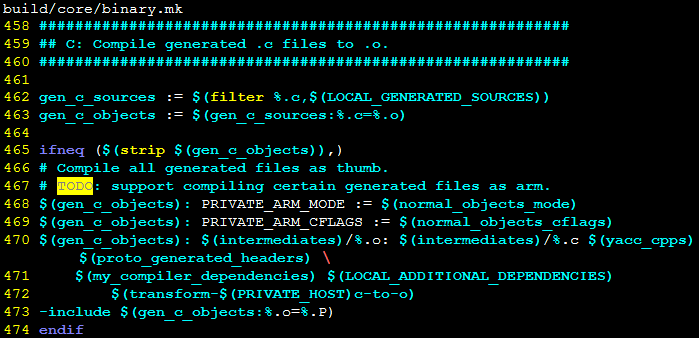 build/core/binary.mk
458 ###########################################################
459 ## C: Compile generated .c files to .o.
460 ###########################################################
461
462 gen_c_sources := $(filter %.c,$(LOCAL_GENERATED_SOURCES))
463 gen_c_objects := $(gen_c_sources:%.c=%.o)
464
465 ifneq ($(strip $(gen_c_objects)),)
466 # Compile all generated files as thumb.
467 # TODO: support compiling certain generated files as arm.
468 $(gen_c_objects): PRIVATE_ARM_MODE := $(normal_objects_mode)
469 $(gen_c_objects): PRIVATE_ARM_CFLAGS := $(normal_objects_cflags)
470 $(gen_c_objects): $(intermediates)/%.o: $(intermediates)/%.c $(yacc_cpps)
$(proto_generated_headers) \
471 $(my_compiler_dependencies) $(LOCAL_ADDITIONAL_DEPENDENCIES)
472 $(transform-$(PRIVATE_HOST)c-to-o)
473 -include $(gen_c_objects:%.o=%.P)
474 endif